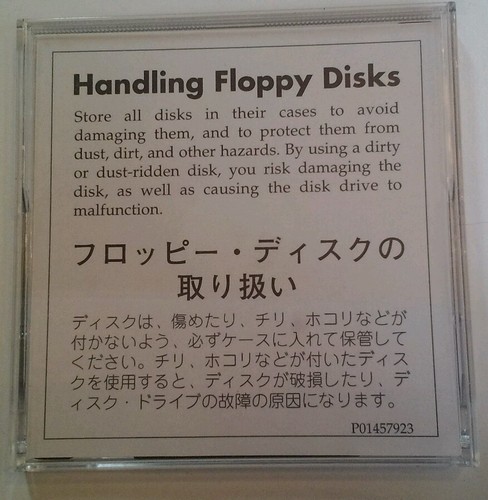 Handling Floppy Disks
Store all disks in their cases to avoid
damaging them, and to protect them from
dust, dirt, and other hazards. By using a dirty
or dust-ridden disk, you risk damaging the
disk, as well as causing the disk drive to
malfunction.
フロッピー・ディスクの
取り扱い
ディスクは、傷めたり、チリ、ホコリなどが
付かないよう、必ずケースに入れて保管して
ください。チリ、ホコリなどが付いたディス
クを使用すると、ディスクが破損したり、デ
ィスク・ドライブの故障の原因になります。
P01457923